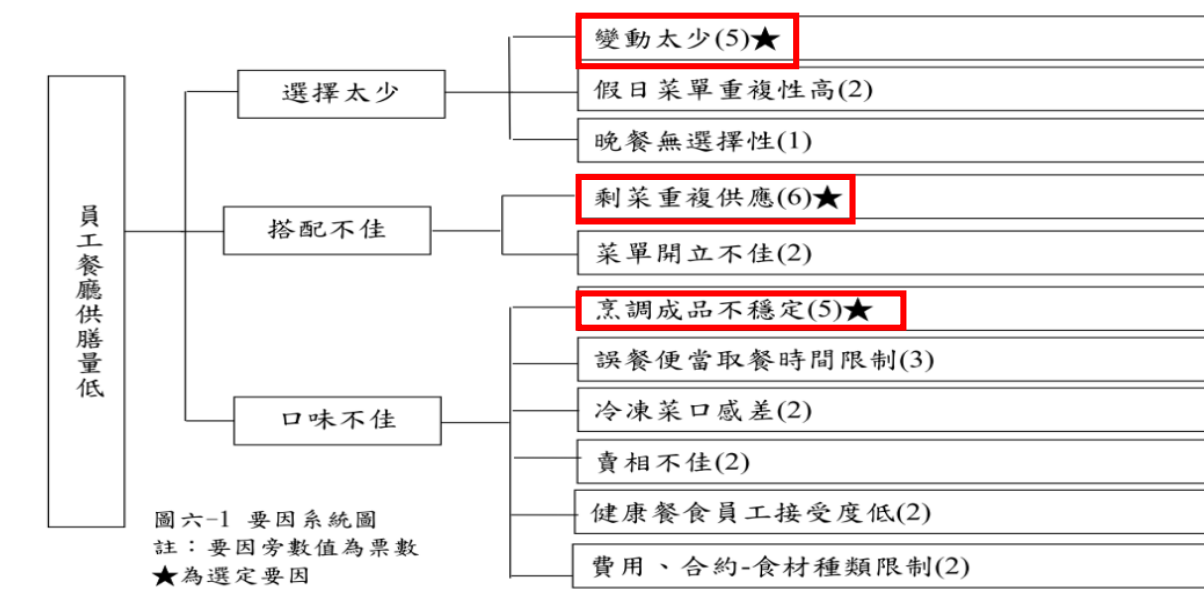 員工餐廳供膳量低
選擇太少
變動太少(5)★
假日菜單重複性高(2)
晚餐無選擇性(1)
搭配不佳
剩菜重複供應(6)★
菜單開立不佳(2)
口味不佳
烹調成品不穩定(5)★
誤餐便當取餐時間限制(3)
冷凍菜口感差(2)
賣相不佳(2)
健康餐食員工接受度低(2)
費用、合約-食材種類限制(2)
圖六-1 要因系統圖
註：要因旁數值為票數
★為選定要因